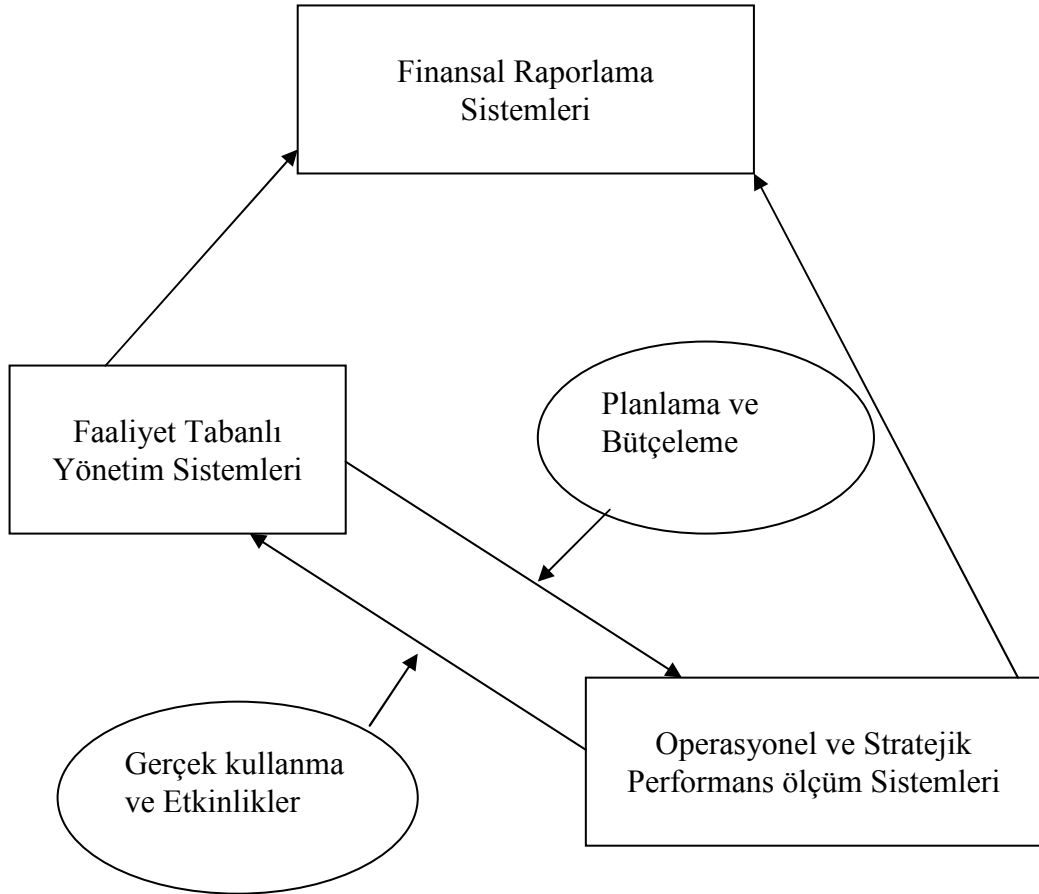 Finansal Raporlama
Sistemleri
Faaliyet Tabanlı
Yönetim Sistemleri
Planlama ve
Bütçeleme
Gerçek kullanma
ve Etkinlikler
Operasyonel ve Stratejik
Performans ölçüm Sistemleri